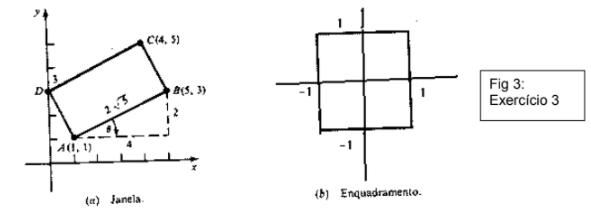 y
C(4, 5)
D
3
B(5, 3)
2√5
2
θ
4
A(1, 1)
x
(a) Janela.
1
−1
1
−1
(b) Enquadramento.
Fig 3:
Exercício 3